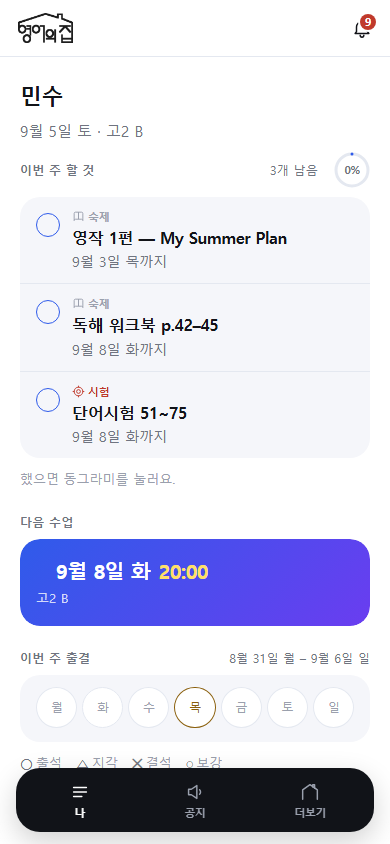 영어의집
9
민수
9월 5일 토 · 고2 B
이번 주 할 것
3개 남음
0%
숙제
영작 1편 — My Summer Plan
9월 3일 목까지
숙제
독해 워크북 p.42–45
9월 8일 화까지
시험
단어시험 51~75
9월 8일 화까지
했으면 동그라미를 눌러요.
다음 수업
9월 8일 화 20:00
고2 B
이번 주 출결
8월 31일 월 – 9월 6일 일
월 화 수 목 금 토 일
○ 출석 △ 지각 ✕ 결석 ○ 보강
나 공지 더보기